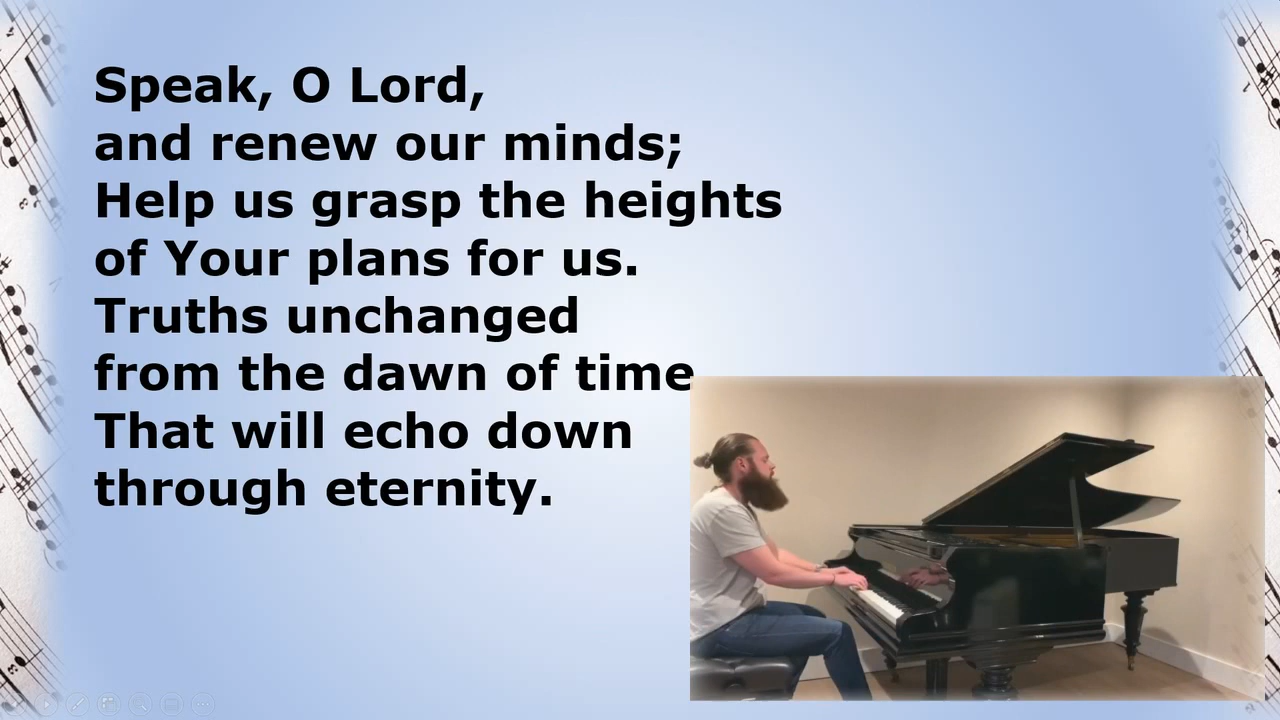 Speak, O Lord,
and renew our minds;
Help us grasp the heights
of Your plans for us.
Truths unchanged
from the dawn of time
That will echo down
through eternity.